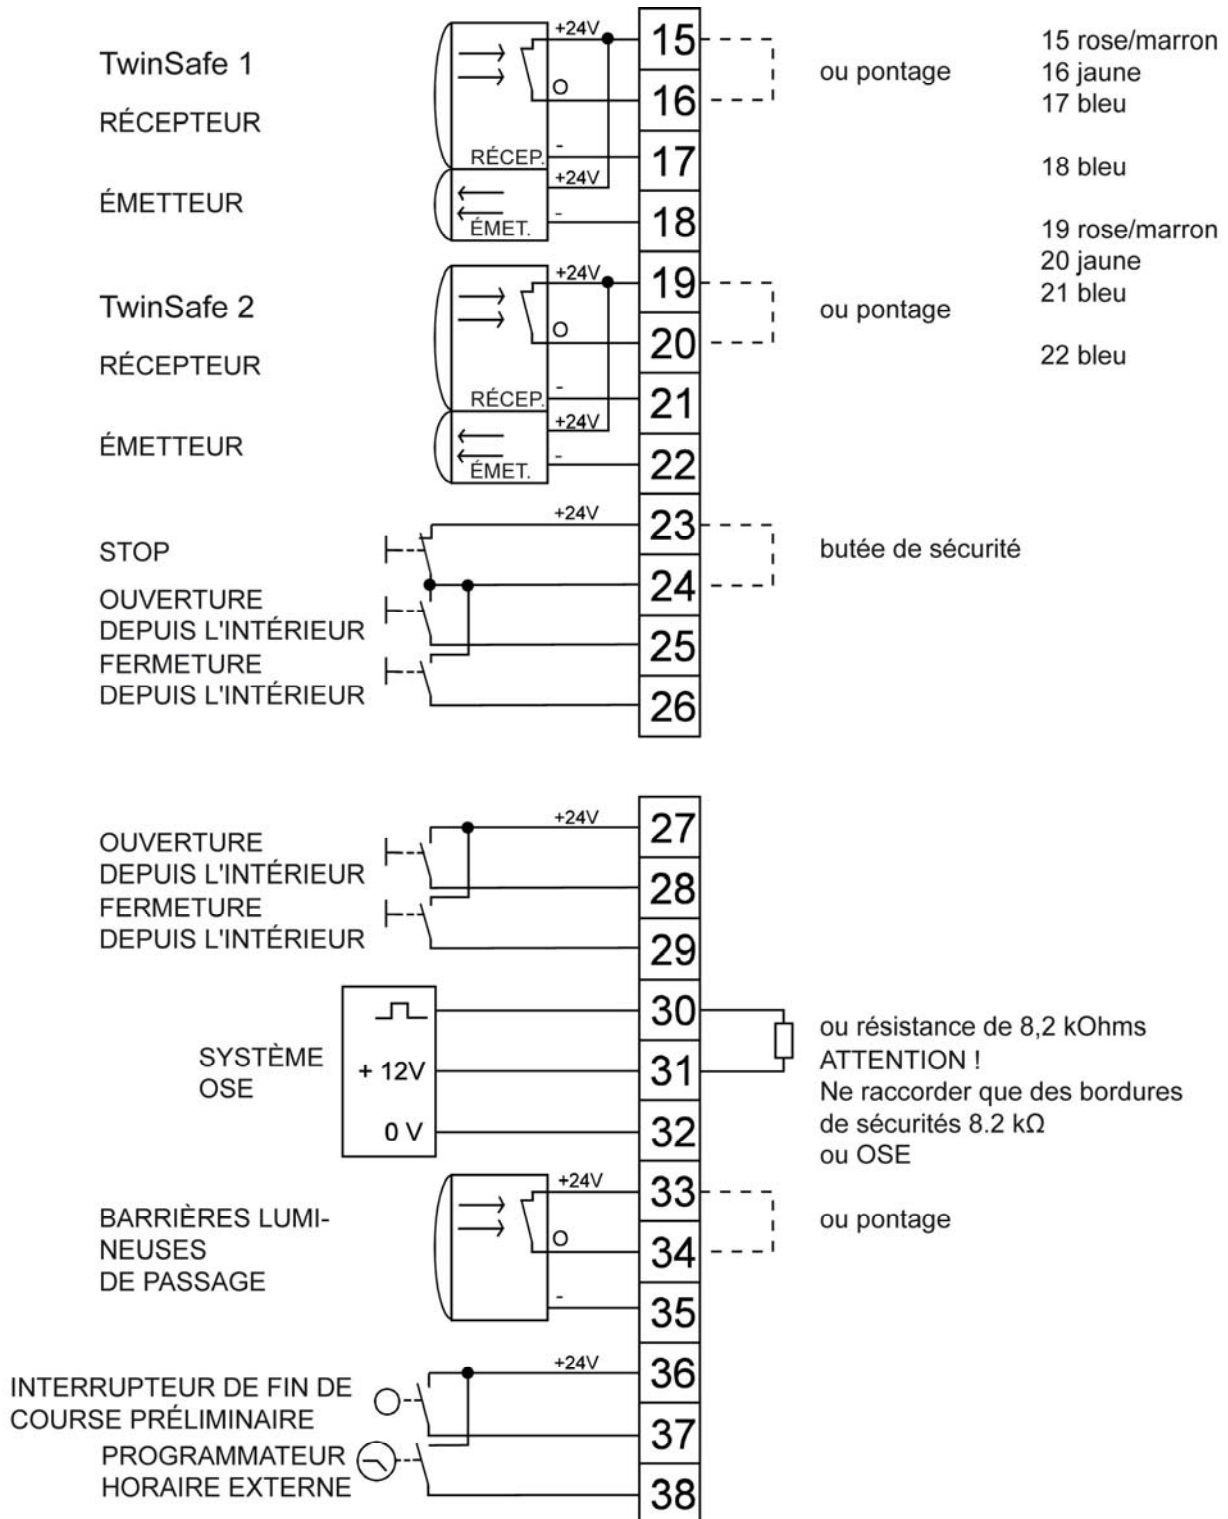 +24V
15
15 rose/marron
TwinSafe 1
ou pontage
16 jaune
O
16
17 bleu
RÉCEPTEUR
RÉCEP.
-
17
18 bleu
+24V
ÉMETTEUR
-
18
ÉMET.
19 rose/marron
20 jaune
+24V
19
21 bleu
TwinSafe 2
ou pontage
O
20
22 bleu
RÉCEPTEUR
RÉCEP.
-
21
+24V
ÉMETTEUR
-
22
ÉMET.
+24V
23
STOP
butée de sécurité
24
OUVERTURE
DEPUIS L'INTÉRIEUR
25
FERMETURE
DEPUIS L'INTÉRIEUR
26
+24V
27
OUVERTURE
DEPUIS L'INTÉRIEUR
28
FERMETURE
DEPUIS L'INTÉRIEUR
29
30
ou résistance de 8,2 kOhms
SYSTÈME
OSE
+ 12V
31
ATTENTION !
Ne raccorder que des bordures
0 V
32
de sécurités 8.2 kΩ
ou OSE
+24V
33
BARRIÈRES LUMI-
NEUSES
DE PASSAGE
ou pontage
O
34
-
35
+24V
36
INTERRUPTEUR DE FIN DE
COURSE PRÉLIMINAIRE
37
PROGRAMMATEUR
HORAIRE EXTERNE
38